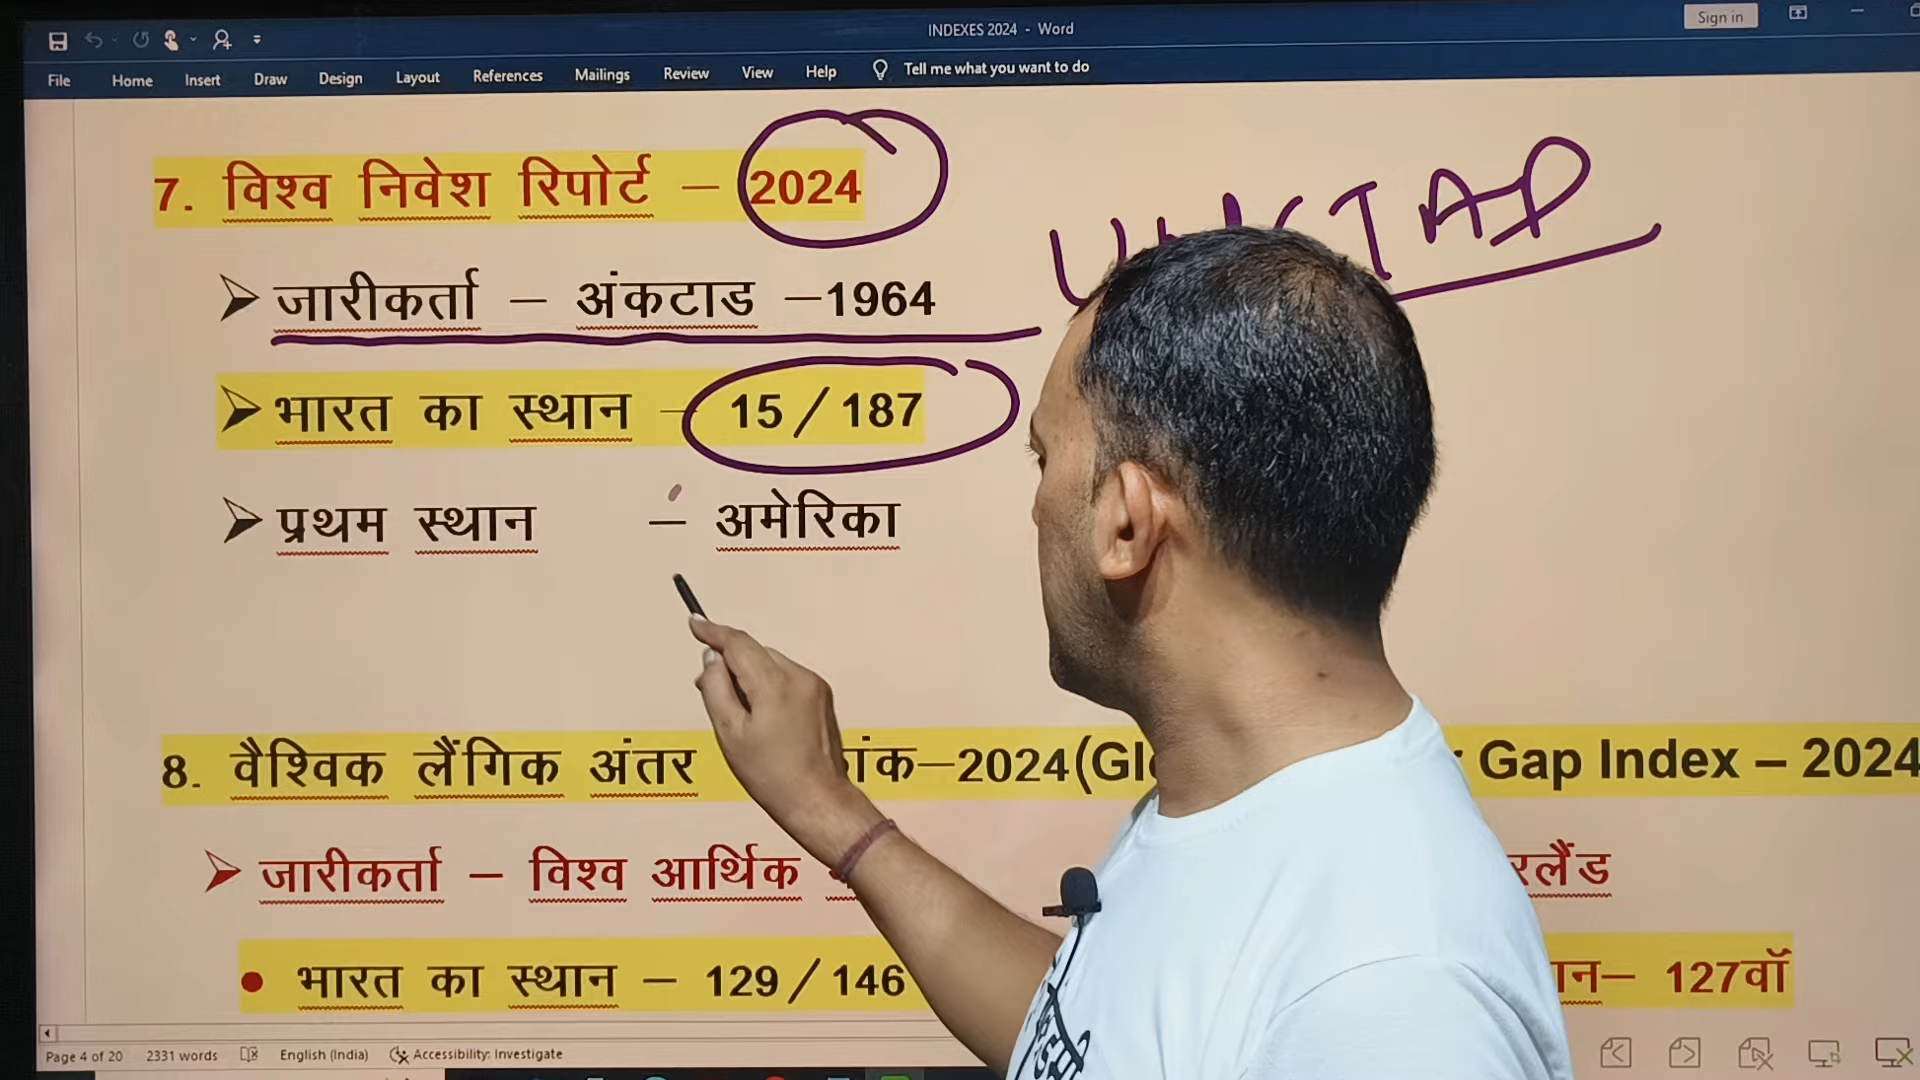 INDEXES 2024 - Word
Sign in
File Home Insert Draw Design Layout References Mailings Review View Help Tell me what you want to do
7. विश्व निवेश रिपोर्ट – 2024
जारीकर्ता – अंकटाड –1964
भारत का स्थान – 15 / 187
प्रथम स्थान – अमेरिका
8. वैश्विक लैंगिक अंतर –2024 Gap Index – 2024
जारीकर्ता – विश्व आर्थिक
भारत का स्थान – 129 / 146 – 127वॉ
Page 4 of 20 2331 words English (India) Accessibility: Investigate